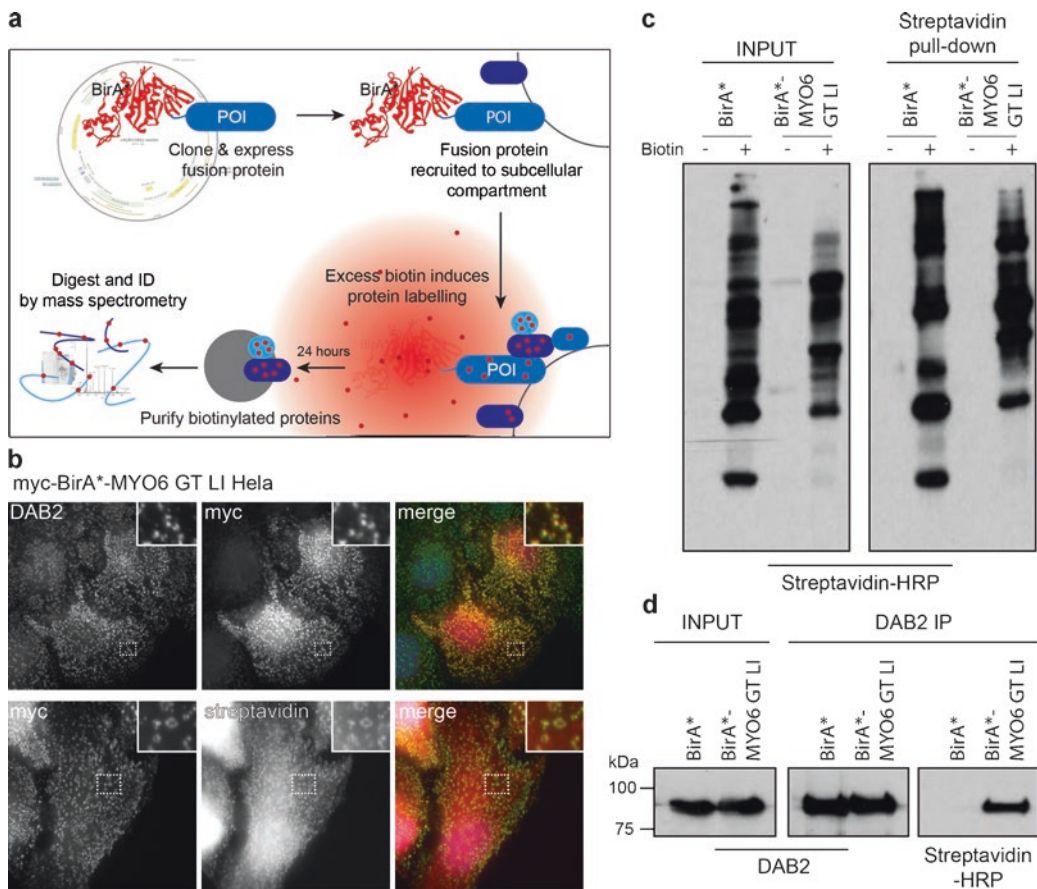 a
BirA*
POI
Clone & express
fusion protein
BirA*
POI
Fusion protein
recruited to subcellular
compartment
Excess biotin induces
protein labelling
POI
24 hours
Purify biotinylated proteins
Digest and ID
by mass spectrometry
b
myc-BirA*-MYO6 GT LI Hela
DAB2
myc
merge
myc
streptavidin
merge
c
INPUT
Streptavidin
pull-down
BirA*
BirA*-
MYO6
GT LI
BirA*
BirA*-
MYO6
GT LI
Biotin - + - + - + - +
Streptavidin-HRP
d
INPUT
DAB2 IP
BirA*
BirA*-
MYO6 GT LI
BirA*
BirA*-
MYO6 GT LI
BirA*
BirA*-
MYO6 GT LI
kDa
100
75
DAB2
Streptavidin
-HRP